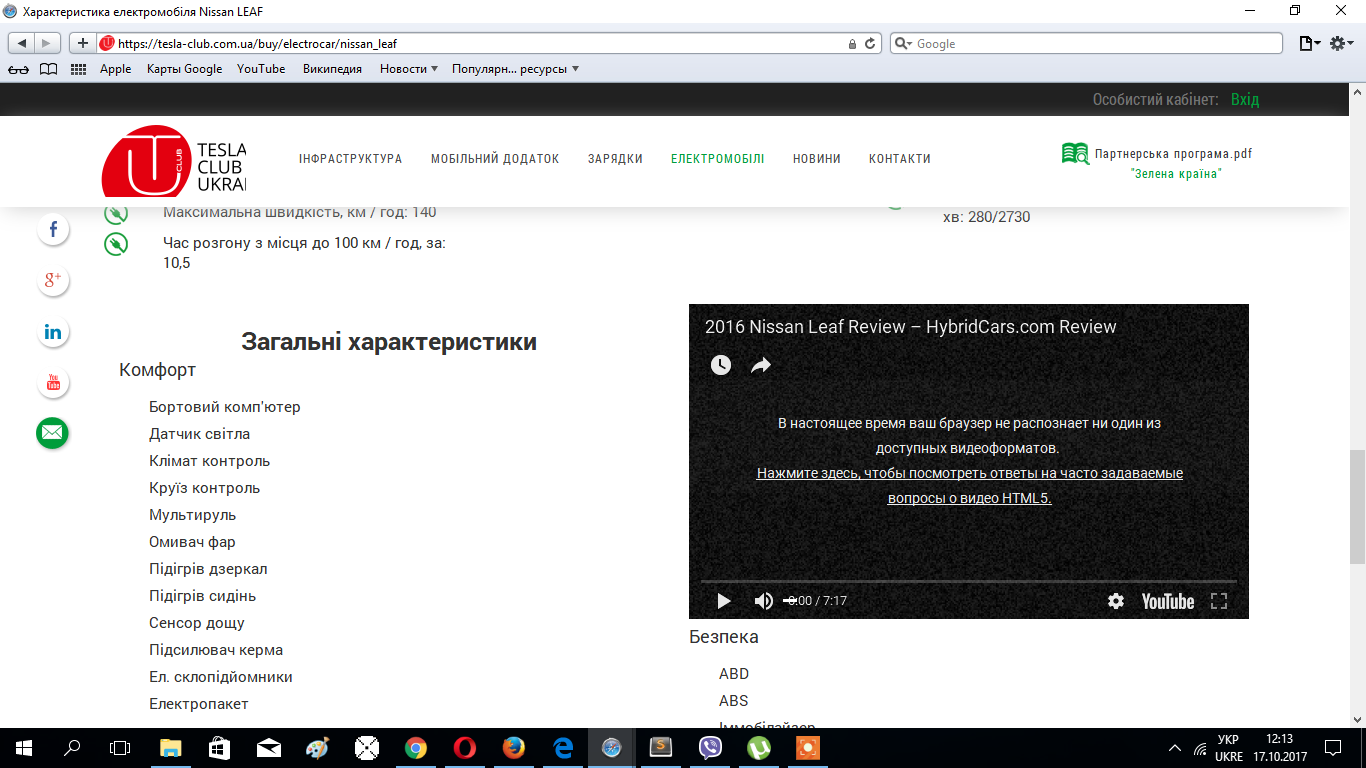 Характеристика електромобіля Nissan LEAF
https://tesla-club.com.ua/buy/electrocar/nissan_leaf
Google
Apple Карты Google YouTube Википедия Новости Популярн... ресурсы
Особистий кабінет: Вхід
TESLA
CLUB
UKRAI
U CLUB
ІНФРАСТРУКТУРА МОБІЛЬНИЙ ДОДАТОК ЗАРЯДКИ ЕЛЕКТРОМОБІЛІ НОВИНИ КОНТАКТИ
Партнерська програма.pdf
"Зелена країна"
Максимальна швидкість, км / год: 140
хв: 280/2730
Час розгону з місця до 100 км / год, за:
10,5
f
g+
in
You
Tube
Загальні характеристики
Комфорт
Бортовий комп'ютер
Датчик світла
Клімат контроль
Круїз контроль
Мультируль
Омивач фар
Підігрів дзеркал
Підігрів сидінь
Сенсор дощу
Підсилювач керма
Ел. склопідйомники
Електропакет
2016 Nissan Leaf Review – HybridCars.com Review
В настоящее время ваш браузер не распознает ни один из
доступных видеоформатов.
Нажмите здесь, чтобы посмотреть ответы на часто задаваемые
вопросы о видео HTML5.
0:00 / 7:17
YouTube
Безпека
ABD
ABS
Іммобілайзер
УКР
UKRE
12:13
17.10.2017